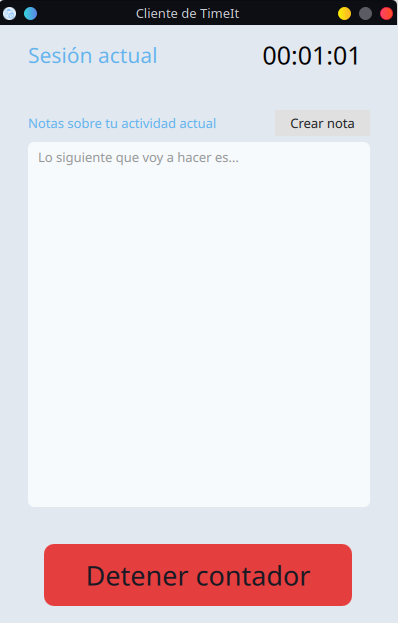 Cliente de TimeIt
Sesión actual 00:01:01
Notas sobre tu actividad actual Crear nota
Lo siguiente que voy a hacer es...
Detener contador